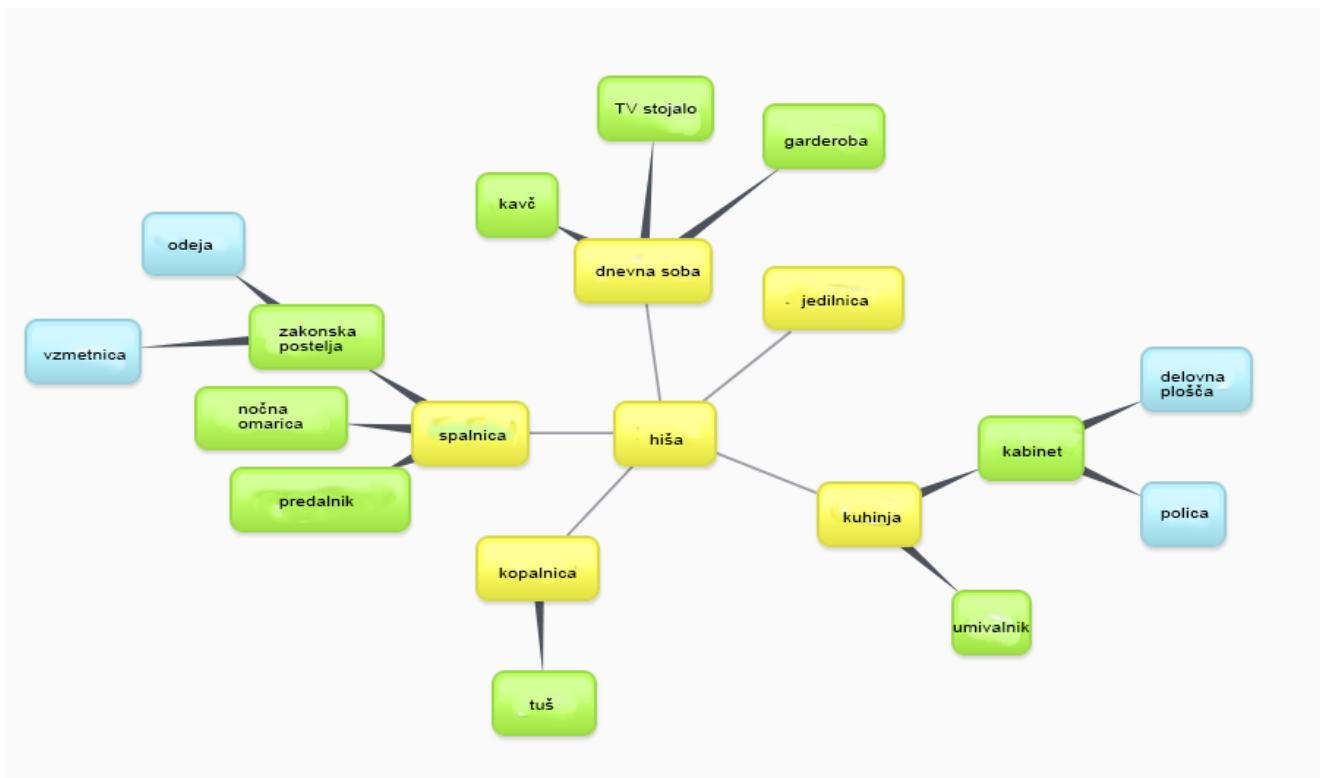 TV stojalo
garderoba
kavč
odeja
dnevna soba
jedilnica
zakonska
postelja
vzmetnica
delovna
plošča
nočna
omarica
spalnica
hiša
kabinet
predalnik
kuhinja
polica
kopalnica
umivalnik
tuš